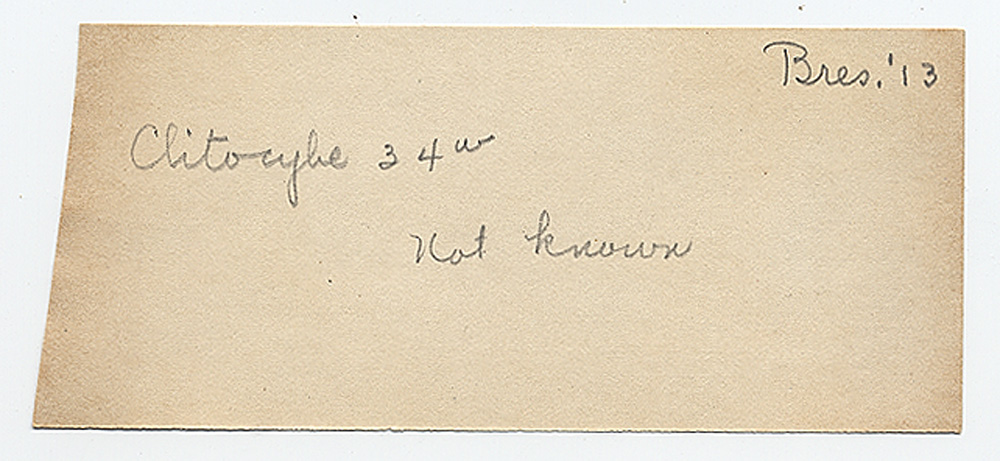 Bres. '13
Clitocybe 34w
Not known